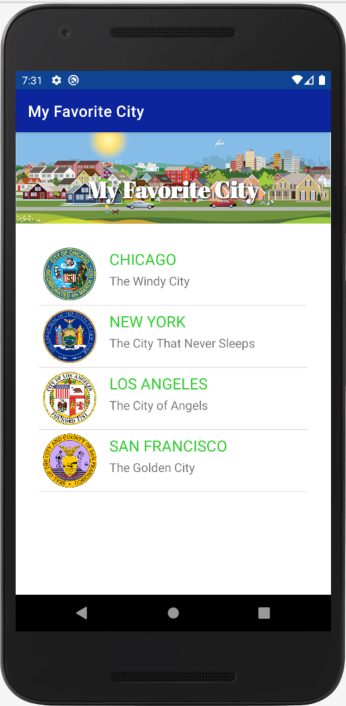 7:31
My Favorite City
My Favorite City
CHICAGO
The Windy City
NEW YORK
The City That Never Sleeps
LOS ANGELES
The City of Angels
SAN FRANCISCO
The Golden City